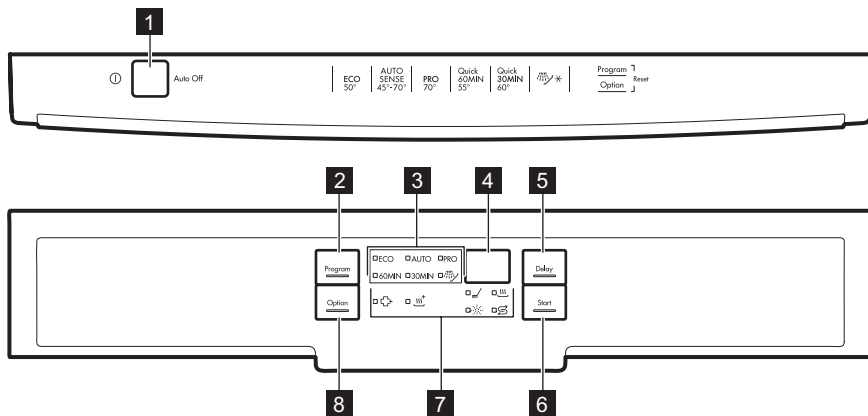 1
Auto Off
ECO
50°
AUTO
SENSE
45°-70°
PRO
70°
Quick
60MIN
55°
Quick
30MIN
60°
Program
Option
Reset
2
3
4
5
Program
ECO AUTO PRO
60MIN 30MIN
Delay
Option
Start
8
7
6